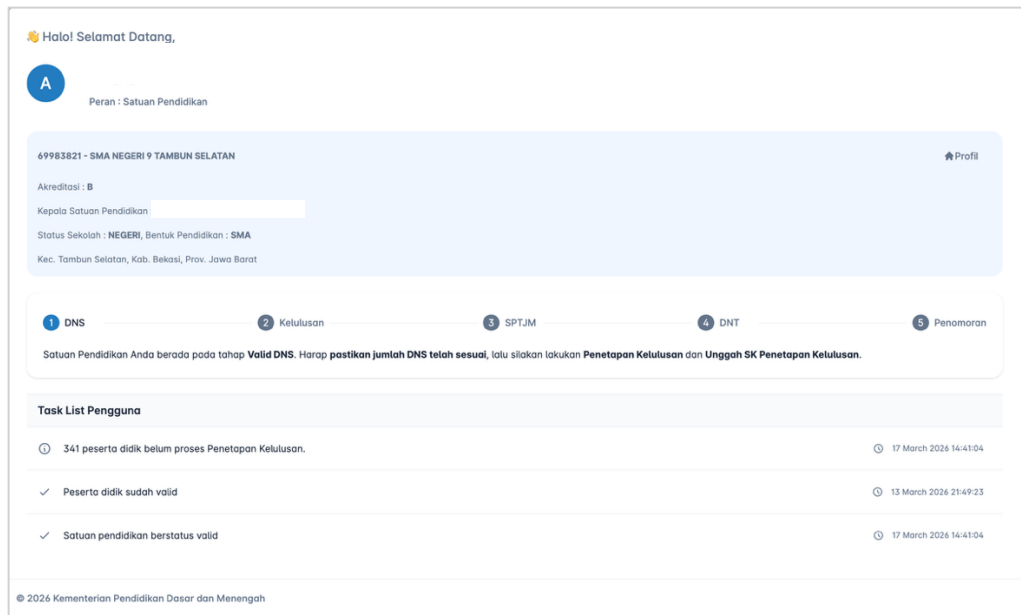 👋 Halo! Selamat Datang,
A
Peran : Satuan Pendidikan
69983821 - SMA NEGERI 9 TAMBUN SELATAN
Profil
Akreditasi : B
Kepala Satuan Pendidikan
Status Sekolah : NEGERI, Bentuk Pendidikan : SMA
Kec. Tambun Selatan, Kab. Bekasi, Prov. Jawa Barat
1 DNS 2 Kelulusan 3 SPTJM 4 DNT 5 Penomoran
Satuan Pendidikan Anda berada pada tahap Valid DNS. Harap pastikan jumlah DNS telah sesuai, lalu silakan lakukan Penetapan Kelulusan dan Unggah SK Penetapan Kelulusan.
Task List Pengguna
341 peserta didik belum proses Penetapan Kelulusan. 17 March 2026 14:41:04
Peserta didik sudah valid 13 March 2026 21:49:23
Satuan pendidikan berstatus valid 17 March 2026 14:41:04
© 2026 Kementerian Pendidikan Dasar dan Menengah